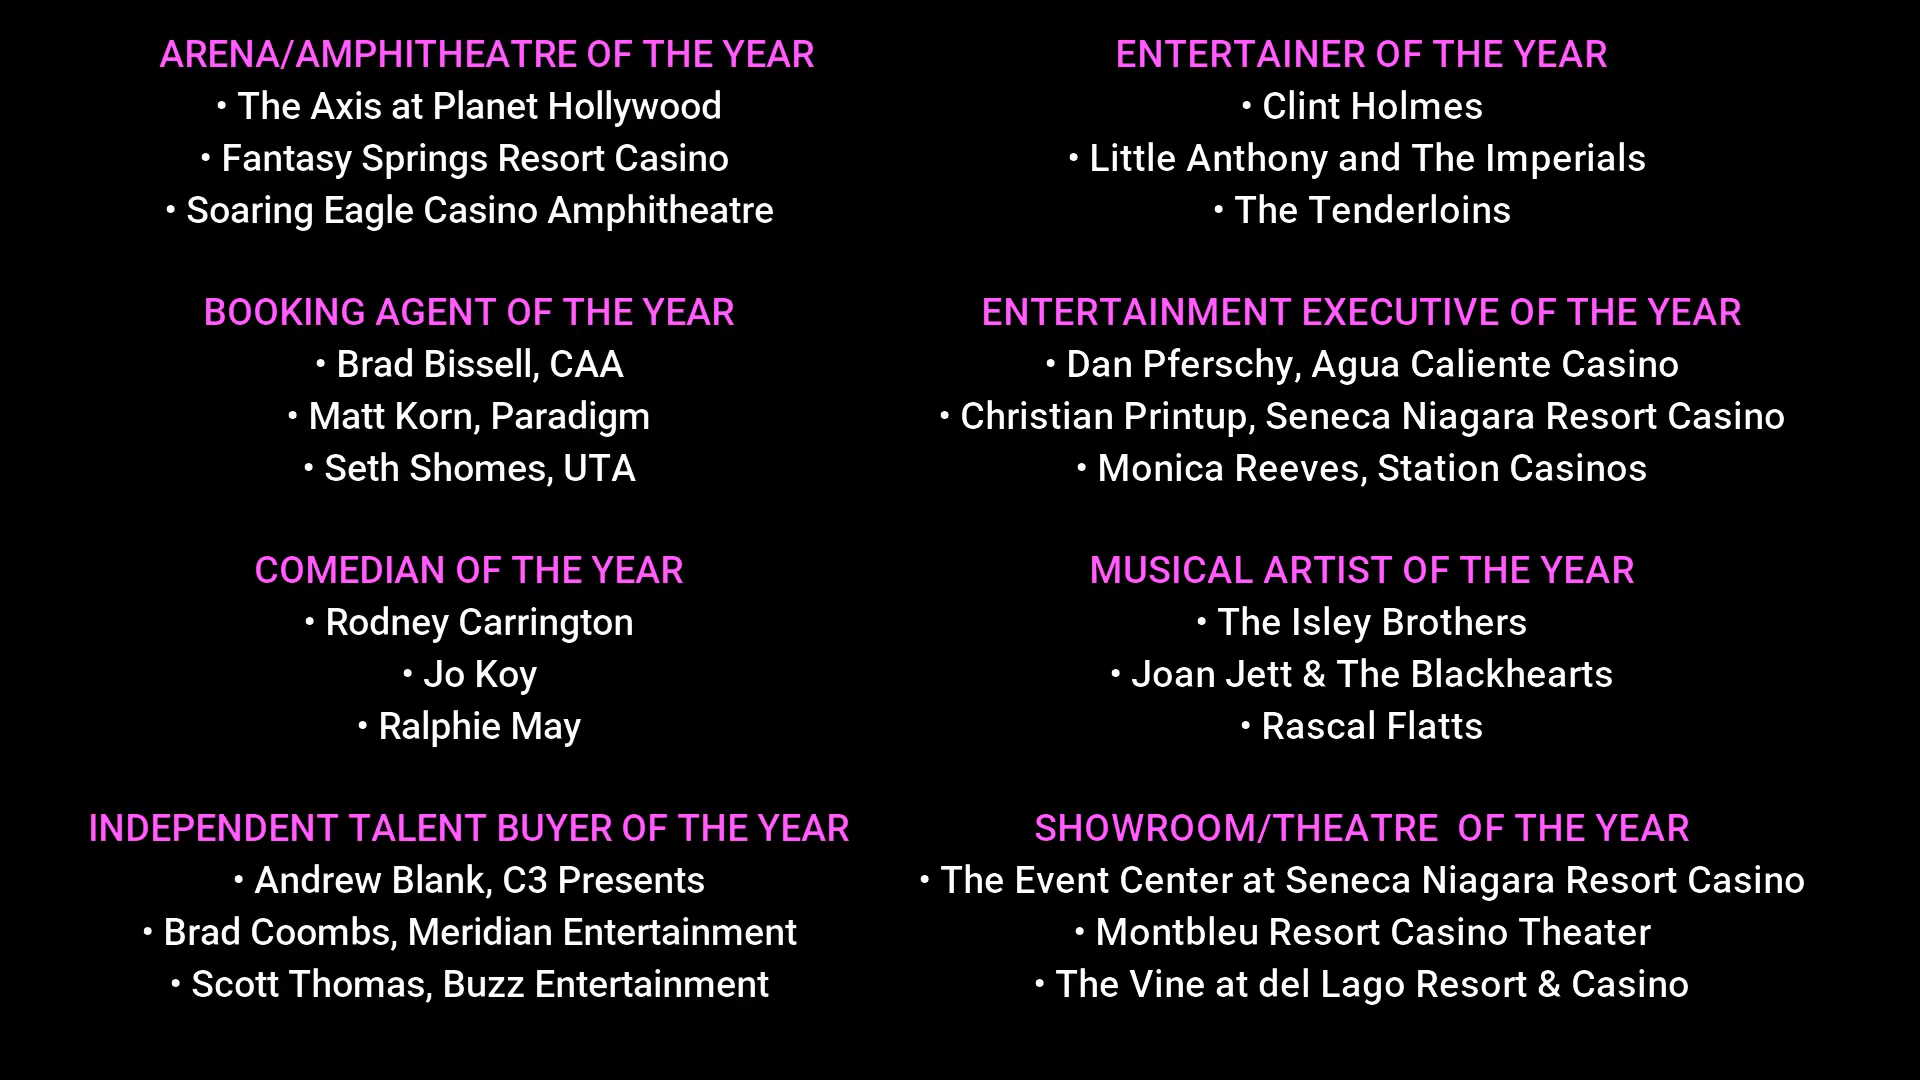 ARENA/AMPHITHEATRE OF THE YEAR
• The Axis at Planet Hollywood
• Fantasy Springs Resort Casino
• Soaring Eagle Casino Amphitheatre
BOOKING AGENT OF THE YEAR
• Brad Bissell, CAA
• Matt Korn, Paradigm
• Seth Shomes, UTA
COMEDIAN OF THE YEAR
• Rodney Carrington
• Jo Koy
• Ralphie May
INDEPENDENT TALENT BUYER OF THE YEAR
• Andrew Blank, C3 Presents
• Brad Coombs, Meridian Entertainment
• Scott Thomas, Buzz Entertainment
ENTERTAINER OF THE YEAR
• Clint Holmes
• Little Anthony and The Imperials
• The Tenderloins
ENTERTAINMENT EXECUTIVE OF THE YEAR
• Dan Pferschy, Agua Caliente Casino
• Christian Printup, Seneca Niagara Resort Casino
• Monica Reeves, Station Casinos
MUSICAL ARTIST OF THE YEAR
• The Isley Brothers
• Joan Jett & The Blackhearts
• Rascal Flatts
SHOWROOM/THEATRE  OF THE YEAR
• The Event Center at Seneca Niagara Resort Casino
• Montbleu Resort Casino Theater
• The Vine at del Lago Resort & Casino